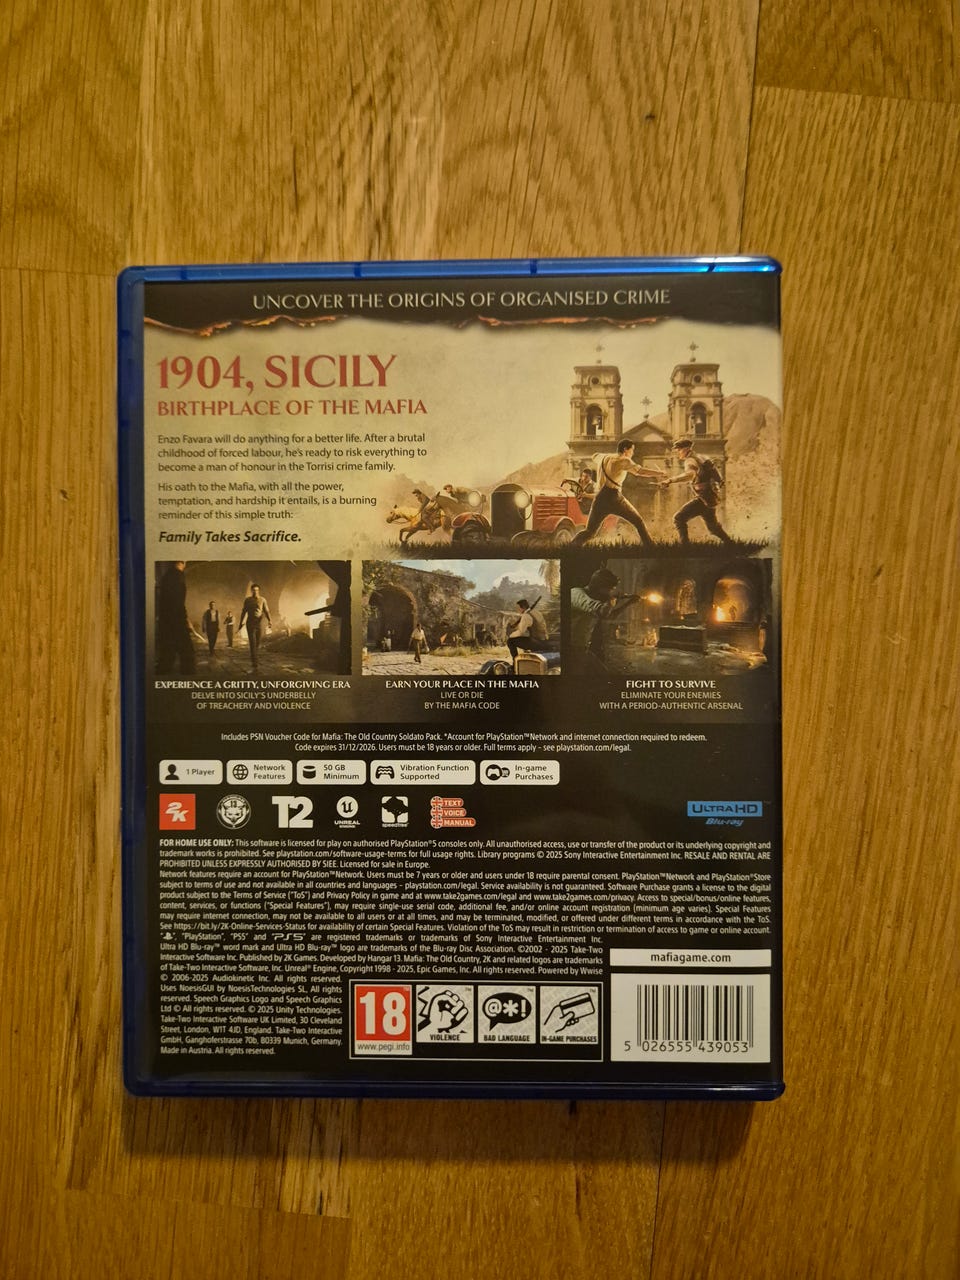 UNCOVER THE ORIGINS OF ORGANISED CRIME
1904, SICILY
BIRTHPLACE OF THE MAFIA
Enzo Favara will do anything for a better life. After a brutal
childhood of forced labour, he's ready to risk everything to
become a man of honour in the Torrisi crime family.
His oath to the Mafia, with all the power,
temptation, and hardship it entails, is a burning
reminder of this simple truth:
Family Takes Sacrifice.
EXPERIENCE A GRITTY, UNFORGIVING ERA
DELVE INTO SICILY'S UNDERBELLY
OF TREACHERY AND VIOLENCE
EARN YOUR PLACE IN THE MAFIA
LIVE OR DIE
BY THE MAFIA CODE
FIGHT TO SURVIVE
ELIMINATE YOUR ENEMIES
WITH A PERIOD-AUTHENTIC ARSENAL
Includes PSN Voucher Code for Mafia: The Old Country Soldato Pack. *Account for PlayStation™Network and internet connection required to redeem.
Code expires 31/12/2026. Users must be 18 years or older. Full terms apply – see playstation.com/legal.
1 Player
Network
Features
50 GB
Minimum
Vibration Function
Supported
In-game
Purchases
2K
13
T2
UNREAL
ENGINE
speedtree
TEXT
VOICE
MANUAL
ULTRA HD
Blu-ray
FOR HOME USE ONLY: This software is licensed for play on authorised PlayStation®5 consoles only. All unauthorised access, use or transfer of the product or its underlying copyright and
trademark works is prohibited. See playstation.com/software-usage-terms for full usage rights. Library programs © 2025 Sony Interactive Entertainment Inc. RESALE AND RENTAL ARE
PROHIBITED UNLESS EXPRESSLY AUTHORISED BY SIEE. Licensed for sale in Europe.
Network features require an account for PlayStation™Network. Users must be 7 years or older and users under 18 require parental consent. PlayStation™Network and PlayStation®Store
subject to terms of use and not available in all countries and languages – playstation.com/legal. Service availability is not guaranteed. Software Purchase grants a license to the digital
product subject to the Terms of Service ("ToS") and Privacy Policy in game and at www.take2games.com/legal and www.take2games.com/privacy. Access to special/bonus/online features,
content, services, or functions ("Special Features"), may require single-use serial code, additional fee, and/or online account registration (minimum age varies). Special Features
may require internet connection, may not be available to all users or at all times, and may be terminated, modified, or offered under different terms in accordance with the ToS.
See https://bit.ly/2K-Online-Services-Status for availability of certain Special Features. Violation of the ToS may result in restriction or termination of access to game or online account.
"PlayStation", "PS5" and "PS5" are registered trademarks or trademarks of Sony Interactive Entertainment Inc.
Ultra HD Blu-ray™ word mark and Ultra HD Blu-ray™ logo are trademarks of the Blu-ray Disc Association. ©2002 - 2025 Take-Two
Interactive Software Inc. Published by 2K Games. Developed by Hangar 13. Mafia: The Old Country, 2K and related logos are trademarks
of Take-Two Interactive Software, Inc. Unreal® Engine, Copyright 1998 - 2025, Epic Games, Inc. All rights reserved. Powered by Wwise
© 2006-2025 Audiokinetic Inc. All rights reserved.
Uses NoesisGUI by NoesisTechnologies SL. All rights
reserved. Speech Graphics Logo and Speech Graphics
Ltd © All rights reserved. © 2025 Unity Technologies.
Take-Two Interactive Software UK Limited, 30 Cleveland
Street, London, W1T 4JD, England. Take-Two Interactive
GmbH, Ganghoferstrasse 70b, 80339 Munich, Germany.
Made in Austria. All rights reserved.
18
www.pegi.info
VIOLENCE
@*!
BAD LANGUAGE
IN-GAME PURCHASES
mafiagame.com
5 026555 439053